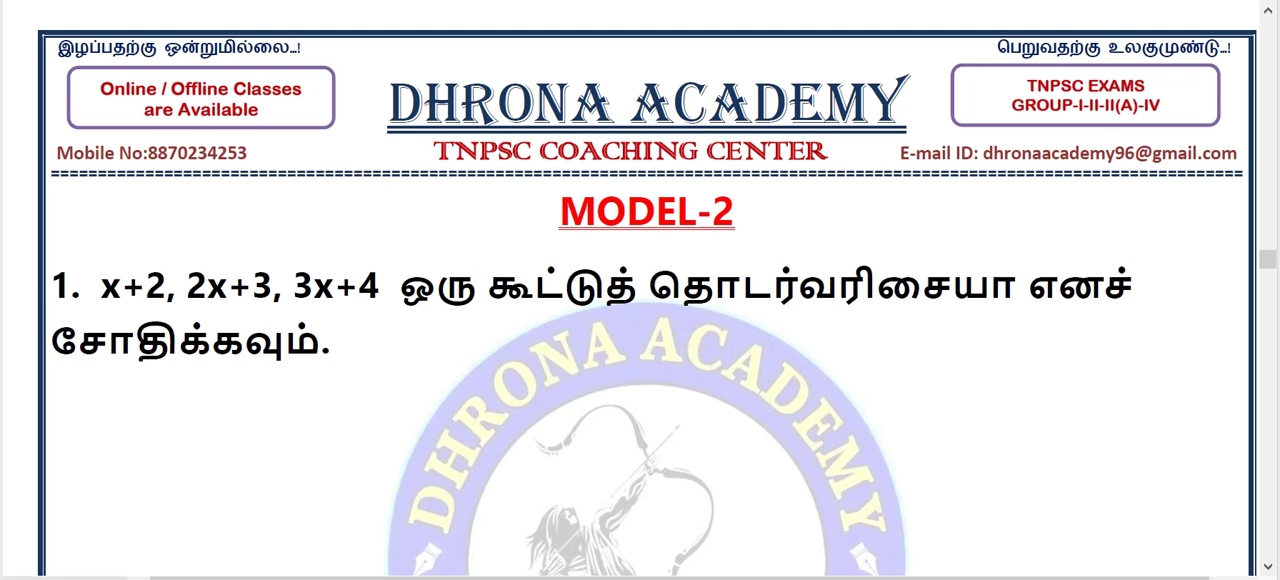 இழப்பதற்கு ஒன்றுமில்லை...!
பெறுவதற்கு உலகுமுண்டு...!
Online / Offline Classes
are Available
DHRONA ACADEMY
TNPSC EXAMS
GROUP-I-II-II(A)-IV
Mobile No:8870234253
TNPSC COACHING CENTER
E-mail ID: dhronaacademy96@gmail.com
MODEL-2
1. x+2, 2x+3, 3x+4 ஒரு கூட்டுத் தொடர்வரிசையா எனச்
சோதிக்கவும்.
DHRONA ACADEMY